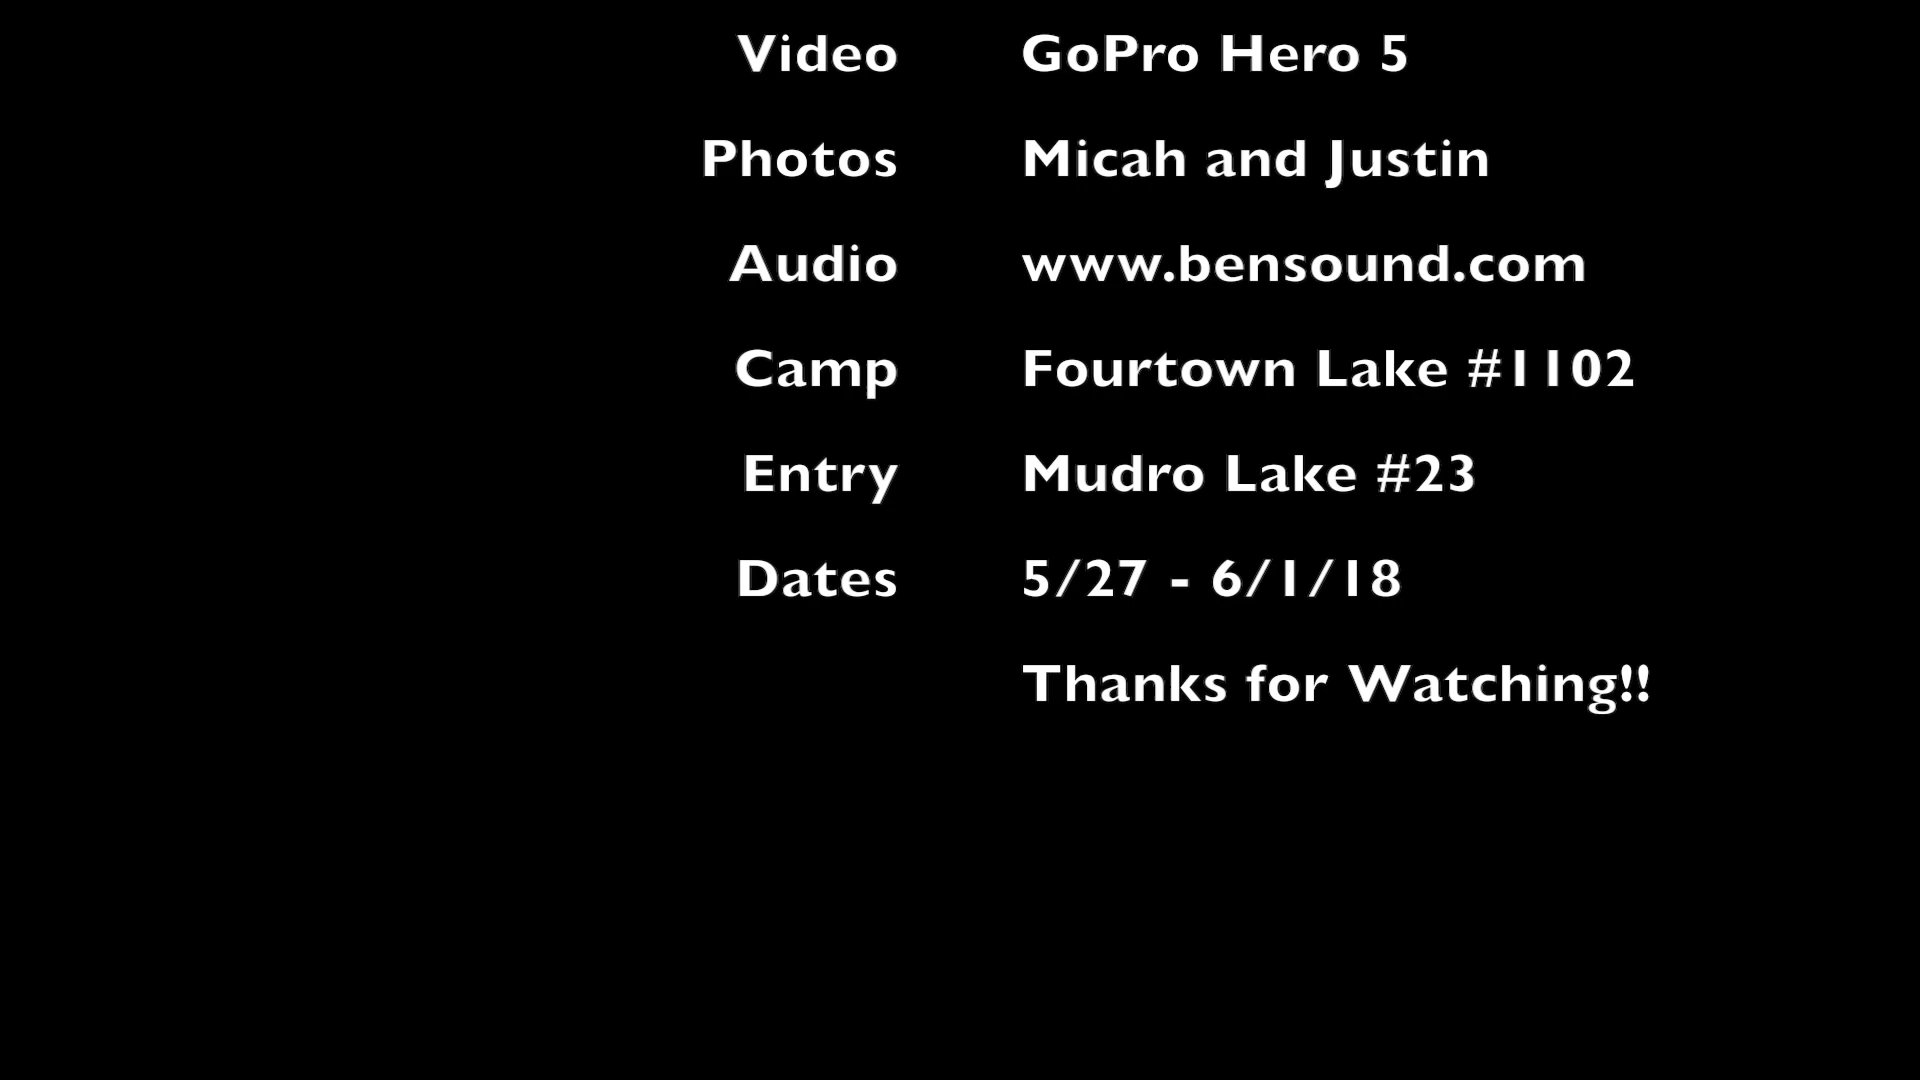 Video GoPro Hero 5
Photos Micah and Justin
Audio www.bensound.com
Camp Fourtown Lake #1102
Entry Mudro Lake #23
Dates 5/27 - 6/1/18
Thanks for Watching!!